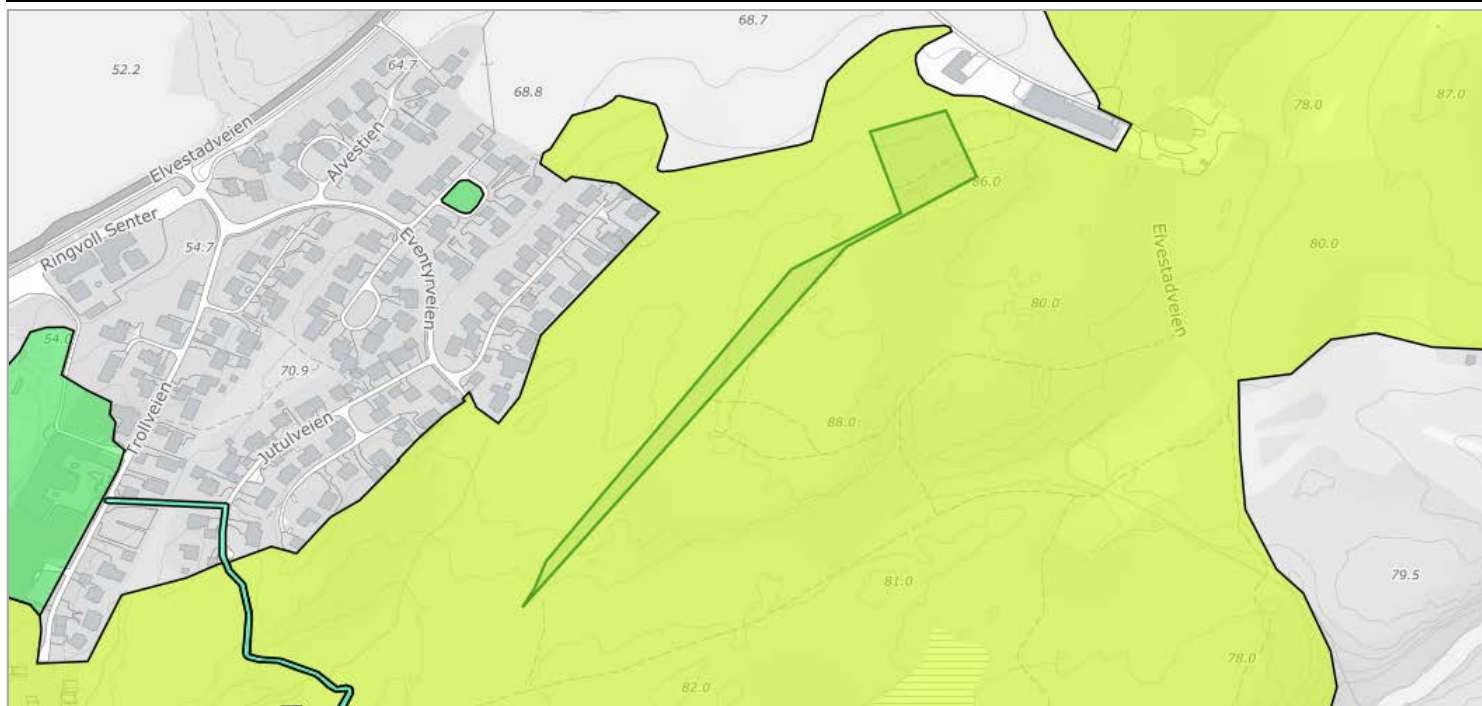 68.7
52.2
64.7
68.8
87.0
78.0
Elvestadveien
Alvestien
86.0
Ringvoll Senter
54.7
Eventyrveien
Elvestadveien
80.0
80.0
54.0
70.9
Trollveien
Jutulveien
88.0
81.0
79.5
78.0
82.0